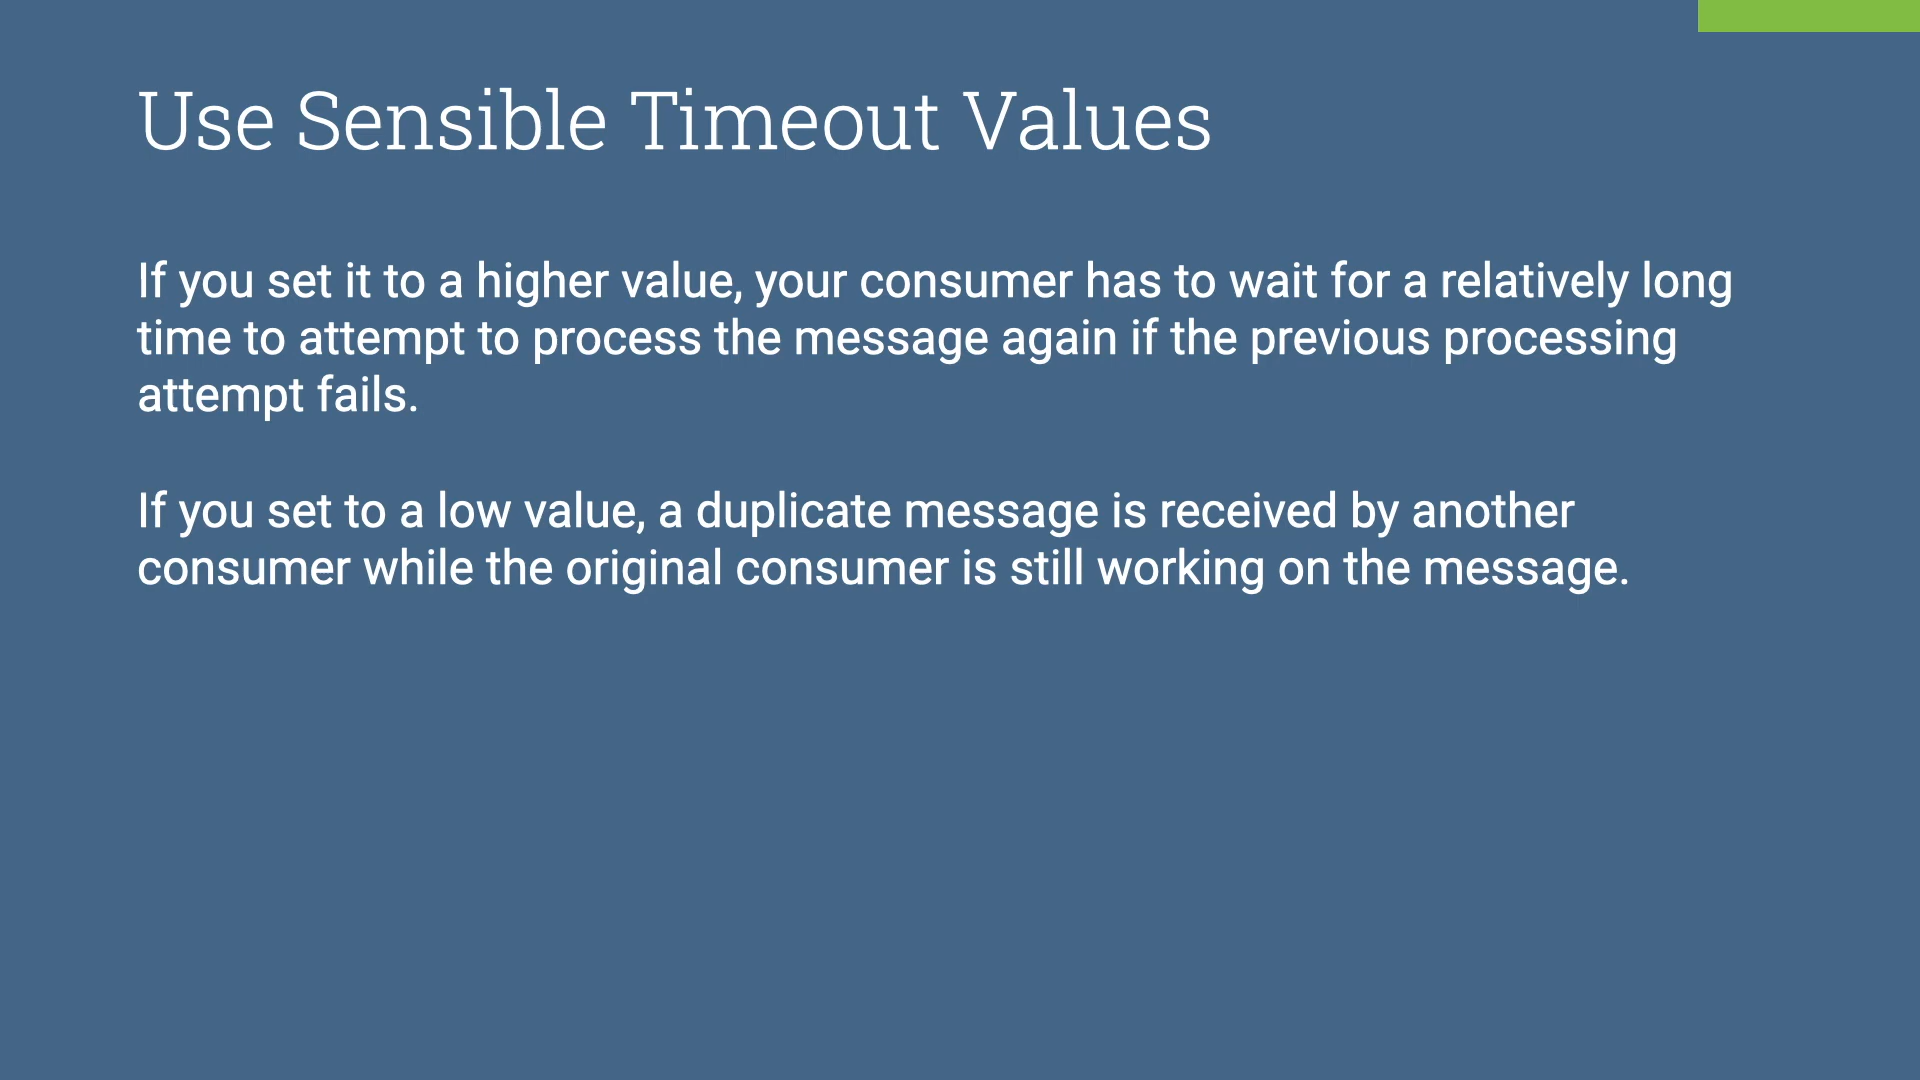 Use Sensible Timeout Values
If you set it to a higher value, your consumer has to wait for a relatively long
time to attempt to process the message again if the previous processing
attempt fails.
If you set to a low value, a duplicate message is received by another
consumer while the original consumer is still working on the message.